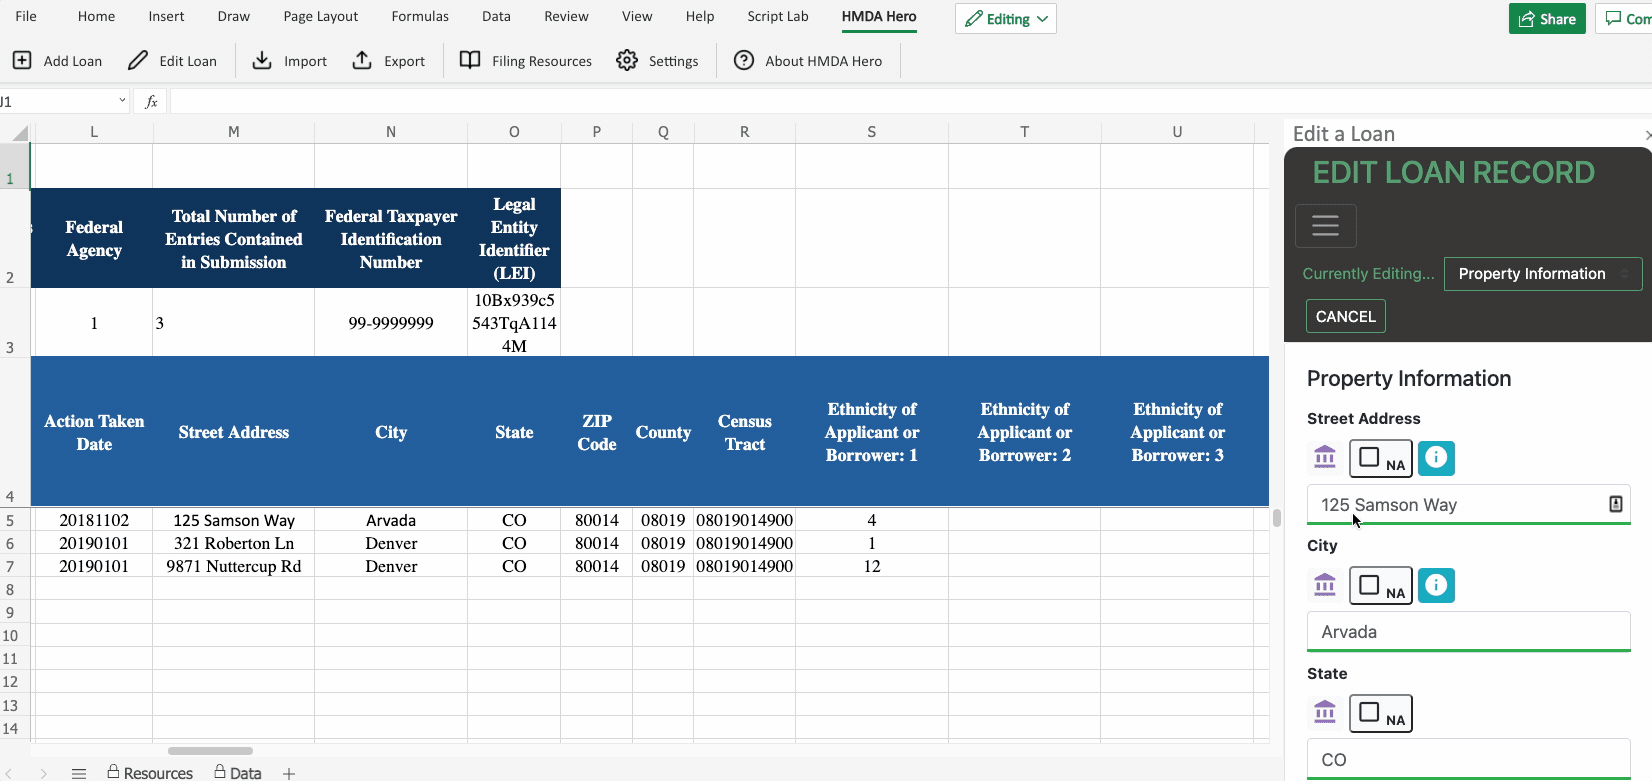 File Home Insert Draw Page Layout Formulas Data Review View Help Script Lab HMDA Hero Editing Share
Add Loan Edit Loan Import Export Filing Resources Settings About HMDA Hero
J1 fx
L M N O P Q R S T U
1
2 Federal Agency Total Number of Entries Contained in Submission Federal Taxpayer Identification Number Legal Entity Identifier (LEI)
3 1 3 99-9999999 10Bx939c5543TqA1144M
4 Action Taken Date Street Address City State ZIP Code County Census Tract Ethnicity of Applicant or Borrower: 1 Ethnicity of Applicant or Borrower: 2 Ethnicity of Applicant or Borrower: 3
5 20181102 125 Samson Way Arvada CO 80014 08019 08019014900 4
6 20190101 321 Roberton Ln Denver CO 80014 08019 08019014900 1
7 20190101 9871 Nuttercup Rd Denver CO 80014 08019 08019014900 12
8
9
10
11
12
13
14
Resources Data
Edit a Loan
EDIT LOAN RECORD
Currently Editing... Property Information
CANCEL
Property Information
Street Address
NA
125 Samson Way
City
NA
Arvada
State
NA
CO